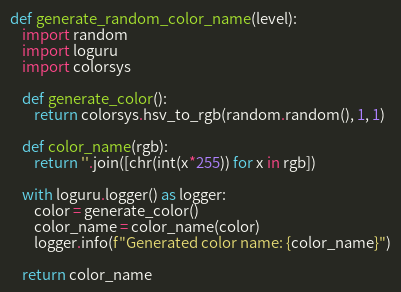 def generate_random_color_name(level):
    import random
    import loguru
    import colorsys

    def generate_color():
        return colorsys.hsv_to_rgb(random.random(), 1, 1)

    def color_name(rgb):
        return ''.join([chr(int(x*255)) for x in rgb])

    with loguru.logger() as logger:
        color = generate_color()
        color_name = color_name(color)
        logger.info(f"Generated color name: {color_name}")

    return color_name